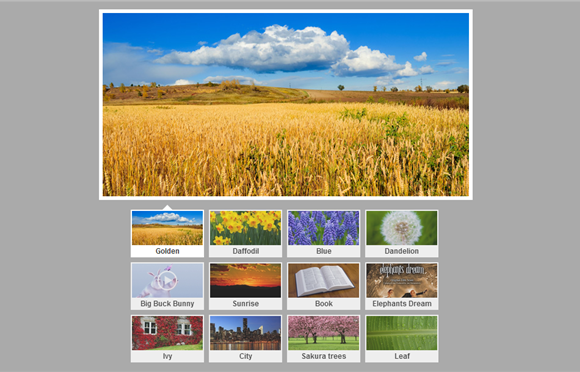 Golden
Daffodil
Blue
Dandelion
Big Buck Bunny
Sunrise
Book
elephants dream
Elephants Dream
Ivy
City
Sakura trees
Leaf